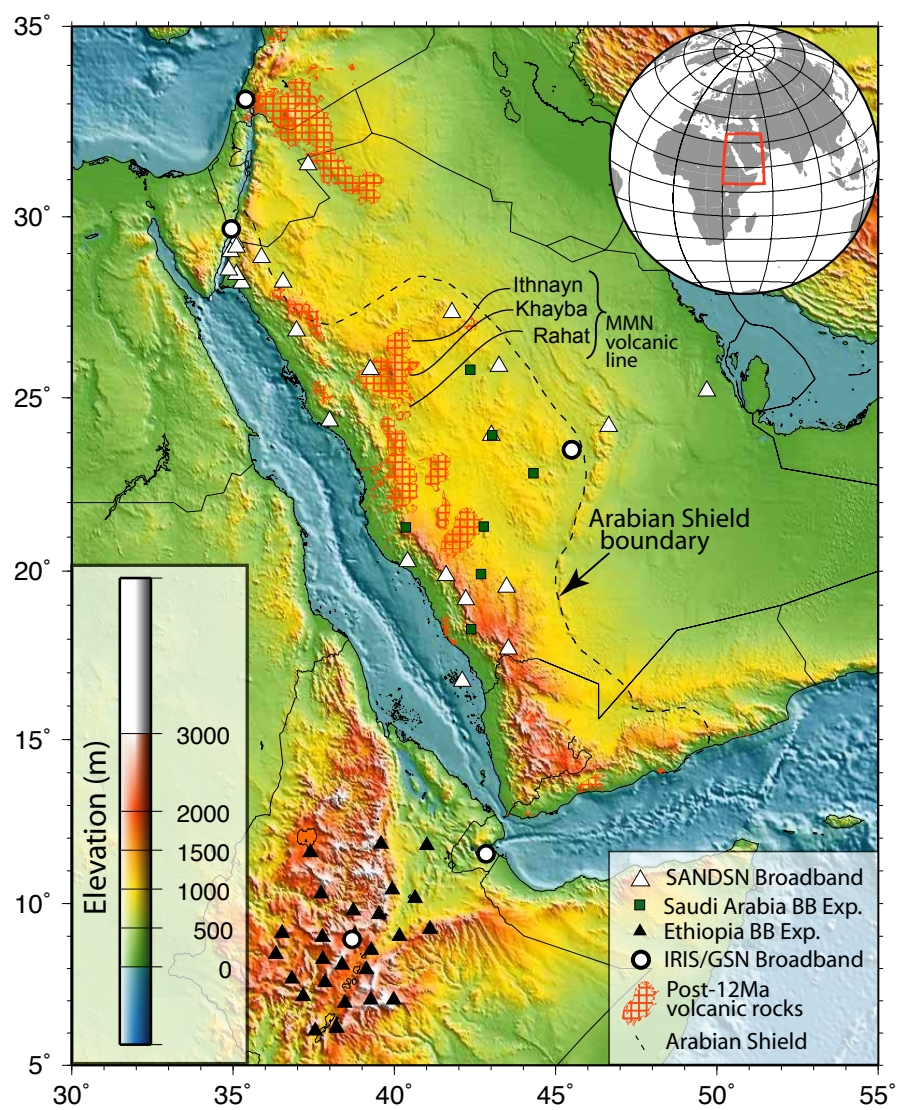 35˚
30˚
25˚
20˚
15˚
10˚
5˚
30˚
35˚
40˚
45˚
50˚
55˚
Ithnayn
Khayba
Rahat
MMN
volcanic
line
Arabian Shield
boundary
Elevation (m)
3000
2000
1500
1000
500
0
SANDSN Broadband
Saudi Arabia BB Exp.
Ethiopia BB Exp.
IRIS/GSN Broadband
Post-12Ma
volcanic rocks
Arabian Shield